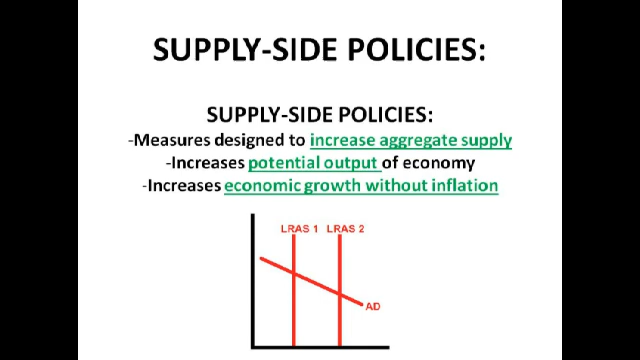 SUPPLY-SIDE POLICIES:
SUPPLY-SIDE POLICIES:
-Measures designed to increase aggregate supply
-Increases potential output of economy
-Increases economic growth without inflation
LRAS 1 LRAS 2
AD